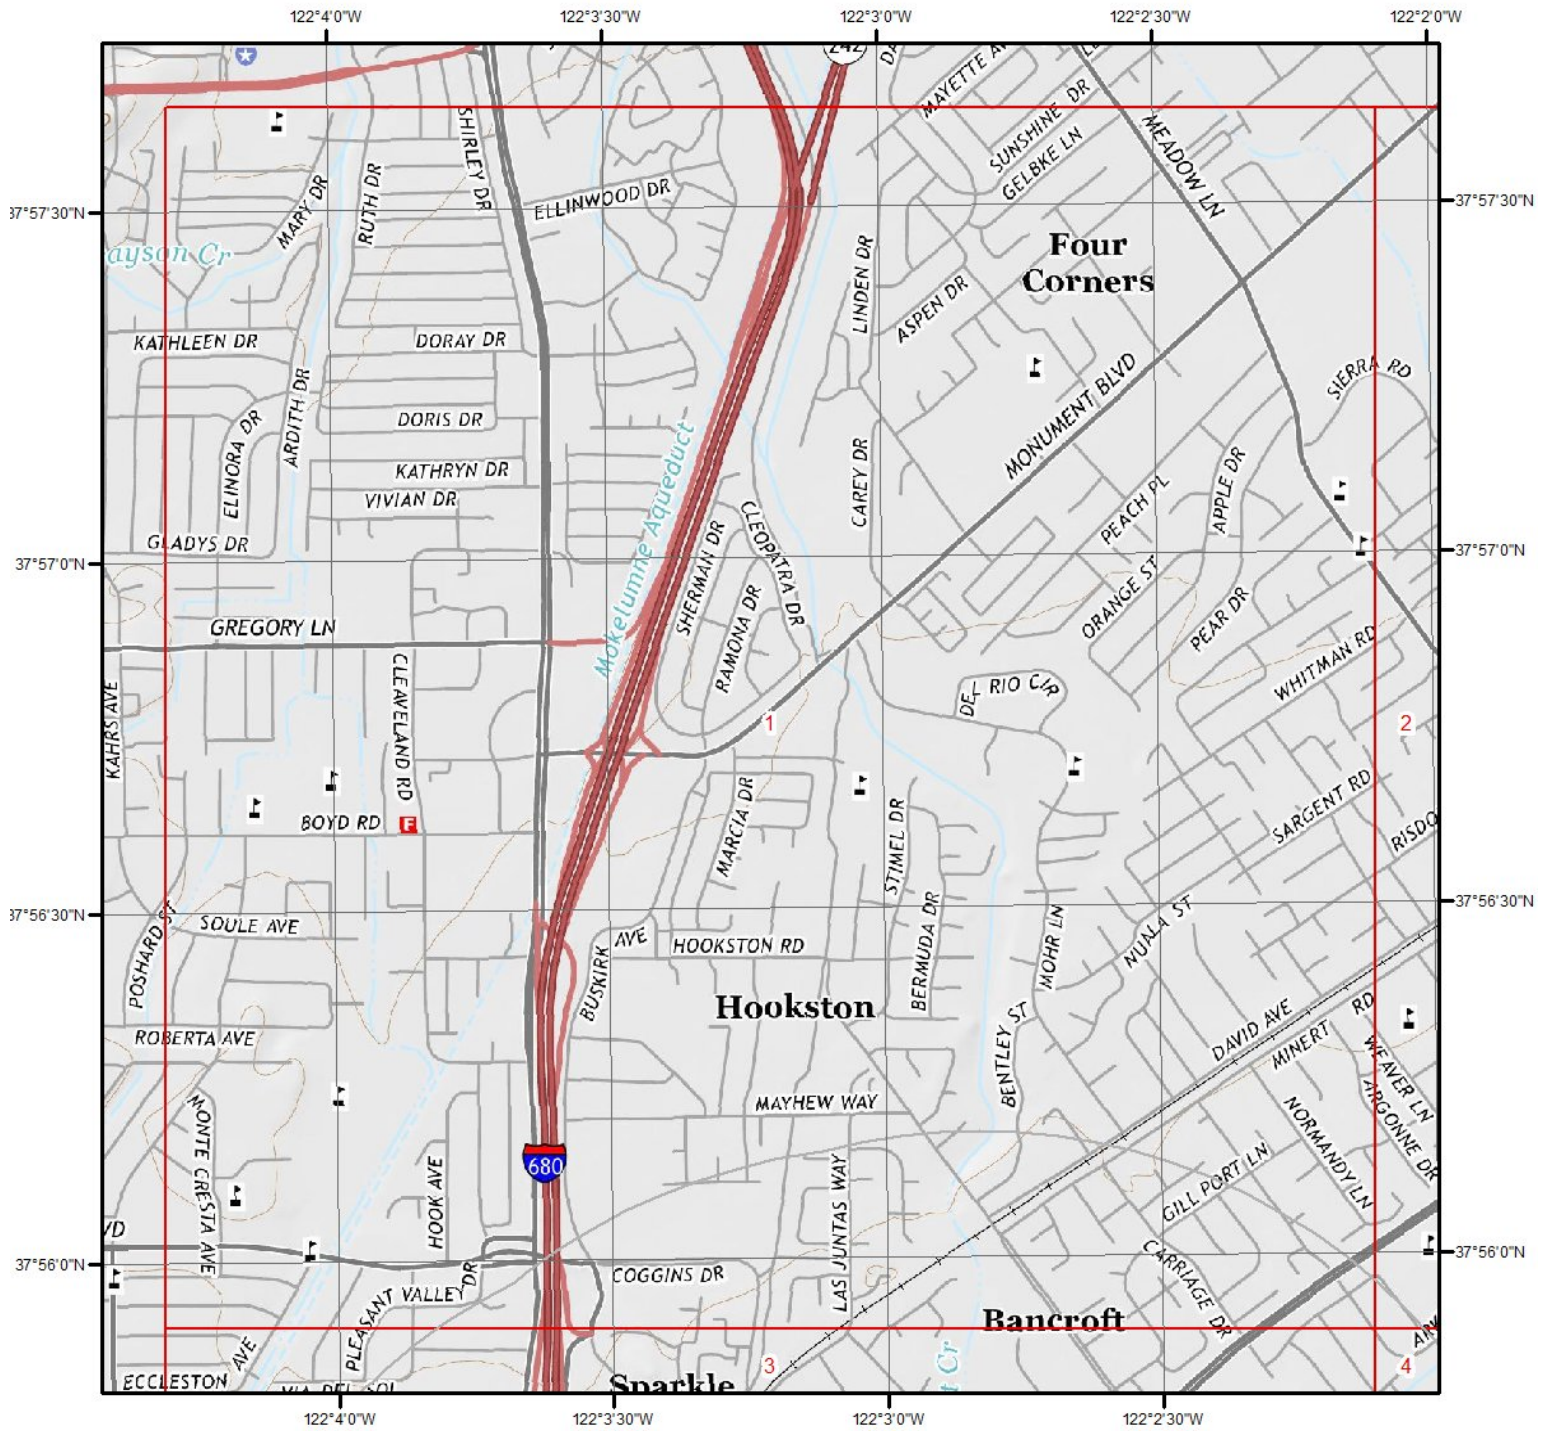 122°4'0"W
122°3'30"W
122°3'0"W
122°2'30"W
122°2'0"W
242
MAYETTE AV
SUNSHINE DR
GELBKE LN
MEADOW LN
SHIRLEY DR
MARY DR
RUTH DR
ELLINWOOD DR
37°57'30"N
37°57'30"N
ayson Cr
Four
Corners
LINDEN DR
ASPEN DR
KATHLEEN DR
DORAY DR
MONUMENT BLVD
SIERRA RD
ARDITH DR
ELINORA DR
DORIS DR
KATHRYN DR
VIVIAN DR
Mokelumne Aqueduct
CAREY DR
APPLE DR
PEACH PL
GLADYS DR
SHERMAN DR
CLEOPATRA DR
37°57'0"N
37°57'0"N
ORANGE ST
PEAR DR
RAMONA DR
GREGORY LN
WHITMAN RD
KAHRS AVE
CLEAVELAND RD
DEL RIO CIR
1
2
BOYD RD
F
MARCIA DR
STIMEL DR
SARGENT RD
RISDO
37°56'30"N
37°56'30"N
POSHARD ST
SOULE AVE
BUSKIRK AVE
HOOKSTON RD
BERMUDA DR
MOHR LN
NUALA ST
Hookston
DAVID AVE
MINERT RD
ROBERTA AVE
BENTLEY ST
WEAVER LN
ARGONNE DR
MONTE CRESTA AVE
MAYHEW WAY
NORMANDY LN
680
HOOK AVE
LAS JUNTAS WAY
GILL PORT LN
VD
CARRIAGE DR
37°56'0"N
37°56'0"N
COGGINS DR
PLEASANT VALLEY DR
Bancroft
ARK
AVE
3
4
t Cr
ECCLESTON
VIA DEL SOL
Sparkle
122°4'0"W
122°3'30"W
122°3'0"W
122°2'30"W